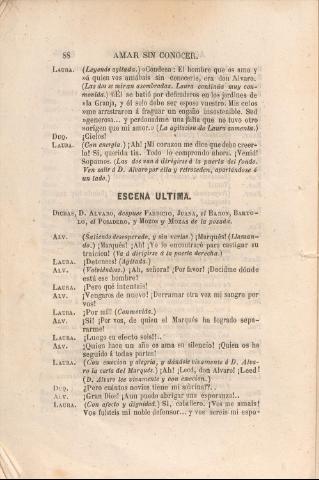 88 AMAR SIN CONOCER.
LAURA. (Leyendo agitada.) «Condesa: El hombre que os ama y
»á quien vos amábais sin conocerle, era don Alvaro.
(Las dos se miran asombradas. Laura continúa muy con-
movida.) »Él se batió por defenderos en los jardines de
»la Granja, y él solo debe ser esposo vuestro. Mis celos
»me arrastraron á fraguar un engaño insostenible. Sed
»generosa... y perdonadme una falta que no tuvo otro
»orígen que mi amor.» (La agitacion de Laura aumenta.)
DUQ. ¡Cielos!
LAURA. (Con energía.) ¡Ah! ¡Mi corazon me dice que debo creer-
le! Sí, querida tia. Todo lo comprendo ahora. ¡Venid!
Sepamos. (Las dos van á dirigirse á la puerta del fondo.
Ven salir á D. Alvaro por ella y retroceden, apartándose á
un lado.)
ESCENA ULTIMA.
DICHAS, D. ALVARO, despues FABRICIO, JUANA, el BARON, BARTO-
LO, el POSADERO, y MOZOS y MOZAS de la posada.
ALV. (Saliendo desesperado, y sin verlas.) ¡Marqués! (Llaman-
do.) ¡Marqués! ¡Ah! ¡Yo le encontraré para castigar su
traicion! (Va á dirigirse á la puerta derecha.)
LAURA. ¡Deteneos! (Agitada.)
ALV. (Volviéndose.) ¡Ah, señora! ¡Por favor! ¡Decidme dónde
está ese hombre!
LAURA. ¡Pero qué intentais!
ALV. ¡Vengaros de nuevo! ¡Derramar otra vez mi sangre por
vos!
LAURA. ¡Por mí!! (Conmovida.)
ALV. ¡Sí! ¡Por vos, de quien el Marqués ha logrado sepa-
rarme!
LAURA. ¡Luego en efecto sois!!..
ALV. ¡Quien hace un año os ama en silencio! ¡Quien os ha
seguido á todas partes!
LAURA. (Con emocion y alegria, y dándole vivamente á D. Alva-
ro la carta del Marqués.) ¡Ah! ¡Leed, don Alvaro! ¡Leed!
(D. Alvaro lee vivamente y con emocion.)
DUQ. ¡Pero cuántos novios tiene mi sobrina!!..
ALV. ¡Gran Dios! ¡Aun puedo abrigar una esperanza!..
LAURA. (Con afecto y dignidad.) Sí, caballero. ¡Vos me amais!
Vos fuísteis mi noble defensor... y vos sereis mi espo-